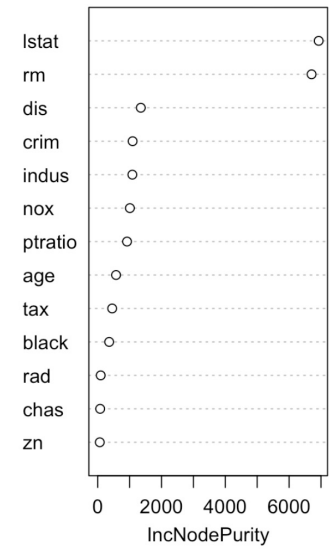 lstat
rm
dis
crim
indus
nox
ptratio
age
tax
black
rad
chas
zn
0 2000 4000 6000
IncNodePurity